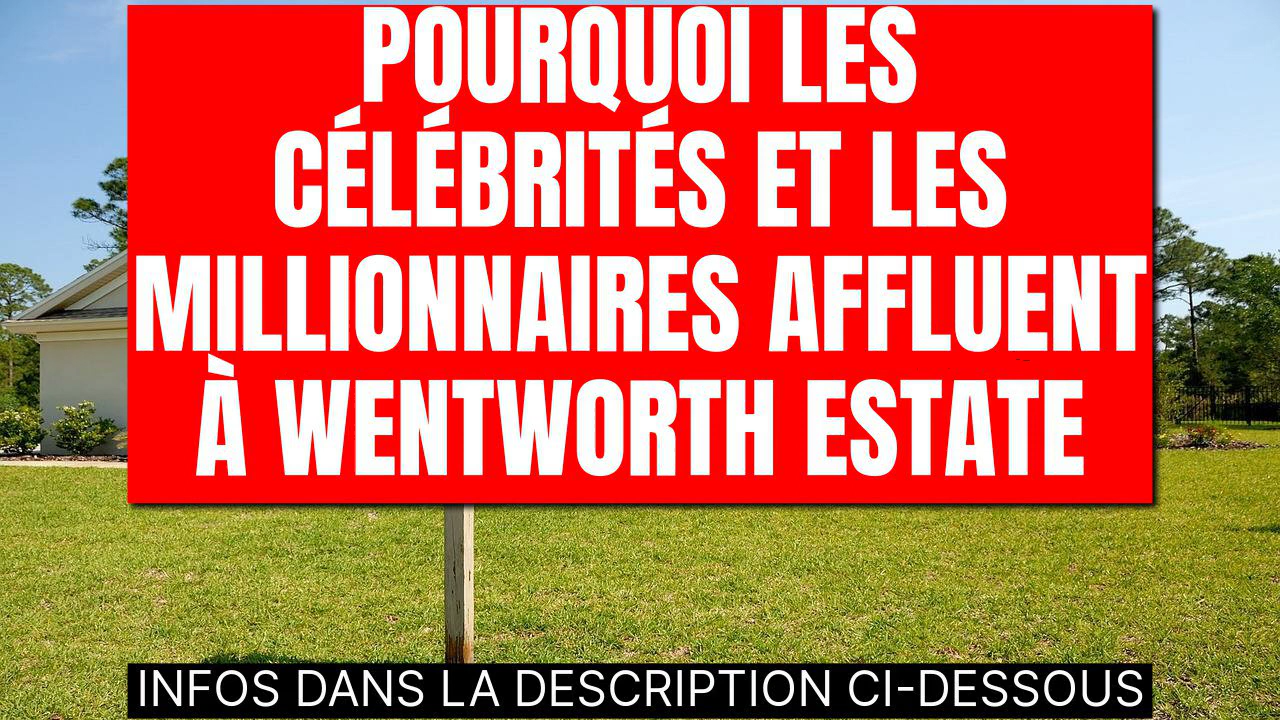 POURQUOI LES
CÉLÉBRITÉS ET LES
MILLIONNAIRES AFFLUENT
À WENTWORTH ESTATE
INFOS DANS LA DESCRIPTION CI-DESSOUS